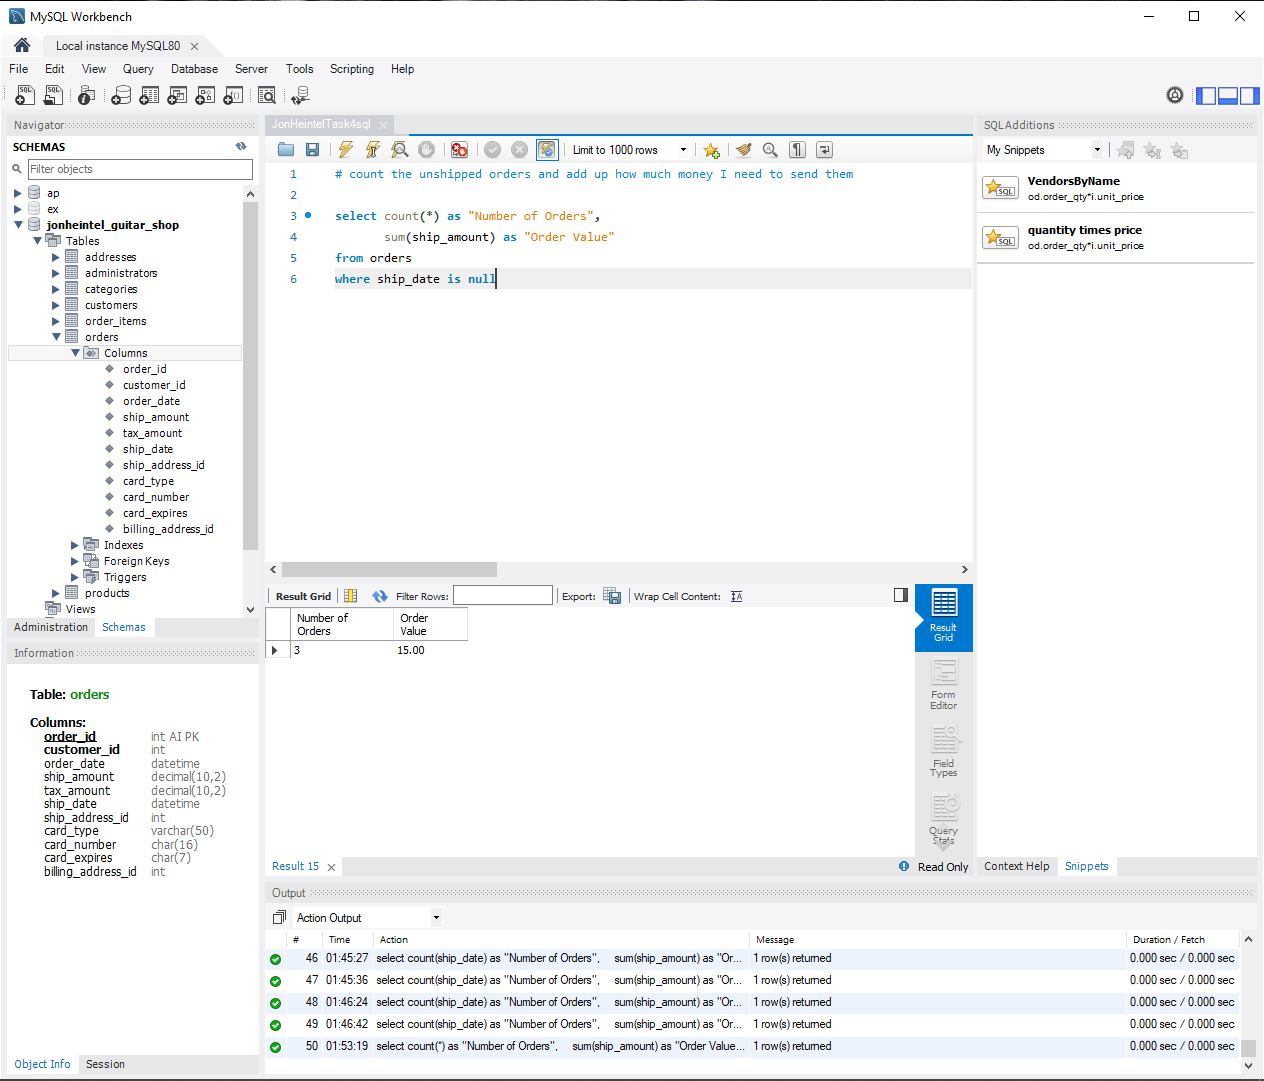 MySQL Workbench
Local instance MySQL80
File Edit View Query Database Server Tools Scripting Help
Navigator
SCHEMAS
Filter objects
ap
ex
jonheintel_guitar_shop
Tables
addresses
administrators
categories
customers
order_items
orders
Columns
order_id
customer_id
order_date
ship_amount
tax_amount
ship_date
ship_address_id
card_type
card_number
card_expires
billing_address_id
Indexes
Foreign Keys
Triggers
products
Views
Administration Schemas
Information
Table: orders
Columns:
order_id int AI PK
customer_id int
order_date datetime
ship_amount decimal(10,2)
tax_amount decimal(10,2)
ship_date datetime
ship_address_id int
card_type varchar(50)
card_number char(16)
card_expires char(7)
billing_address_id int
Object Info Session
JonHeintelTask4sql
Limit to 1000 rows
1 # count the unshipped orders and add up how much money I need to send them
2
3 select count(*) as "Number of Orders",
4 sum(ship_amount) as "Order Value"
5 from orders
6 where ship_date is null
Result Grid Filter Rows: Export: Wrap Cell Content:
Number of Orders Order Value
3 15.00
Result Grid
Form Editor
Field Types
Query Stats
Result 15 Read Only
SQLAdditions
My Snippets
SQL VendorsByName
od.order_qty*i.unit_price
SQL quantity times price
od.order_qty*i.unit_price
Context Help Snippets
Output
Action Output
# Time Action Message Duration / Fetch
46 01:45:27 select count(ship_date) as "Number of Orders", sum(ship_amount) as "Or... 1 row(s) returned 0.000 sec / 0.000 sec
47 01:45:36 select count(ship_date) as "Number of Orders", sum(ship_amount) as "Or... 1 row(s) returned 0.000 sec / 0.000 sec
48 01:46:24 select count(ship_date) as "Number of Orders", sum(ship_amount) as "Or... 1 row(s) returned 0.000 sec / 0.000 sec
49 01:46:42 select count(ship_date) as "Number of Orders", sum(ship_amount) as "Or... 1 row(s) returned 0.000 sec / 0.000 sec
50 01:53:19 select count(*) as "Number of Orders", sum(ship_amount) as "Order Value... 1 row(s) returned 0.000 sec / 0.000 sec